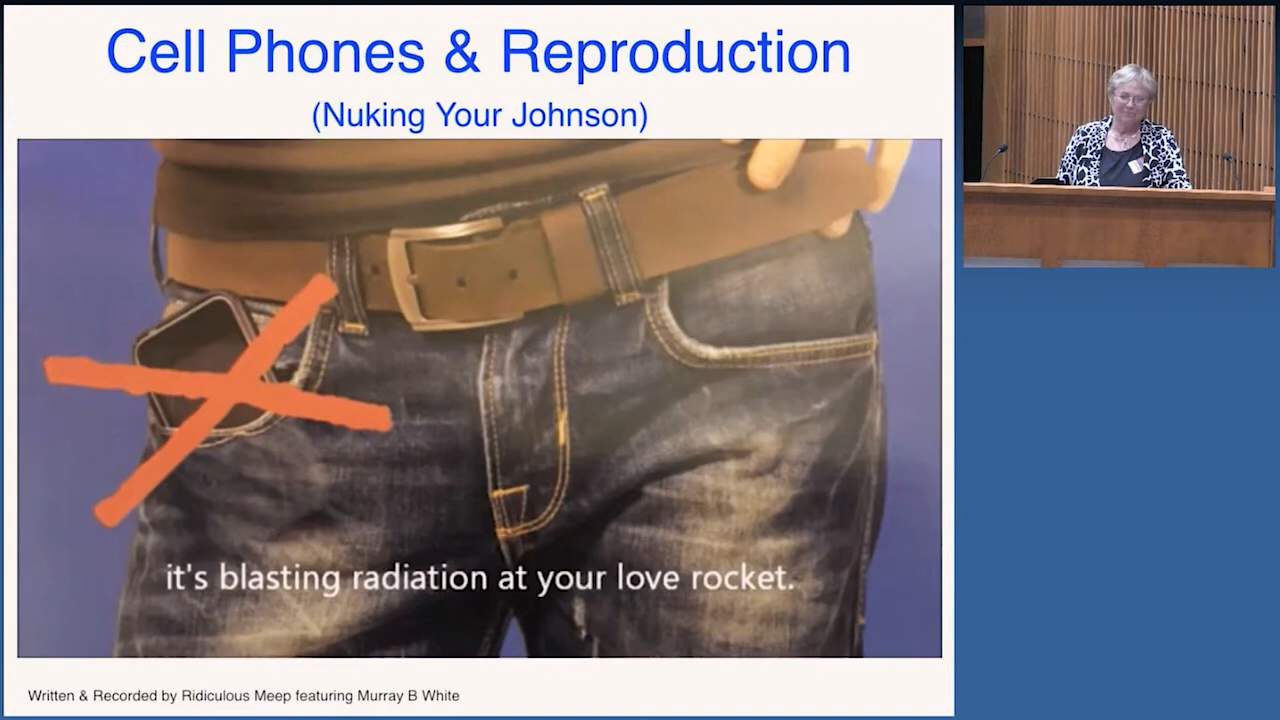 Cell Phones & Reproduction
(Nuking Your Johnson)
it's blasting radiation at your love rocket.
Written & Recorded by Ridiculous Meep featuring Murray B White